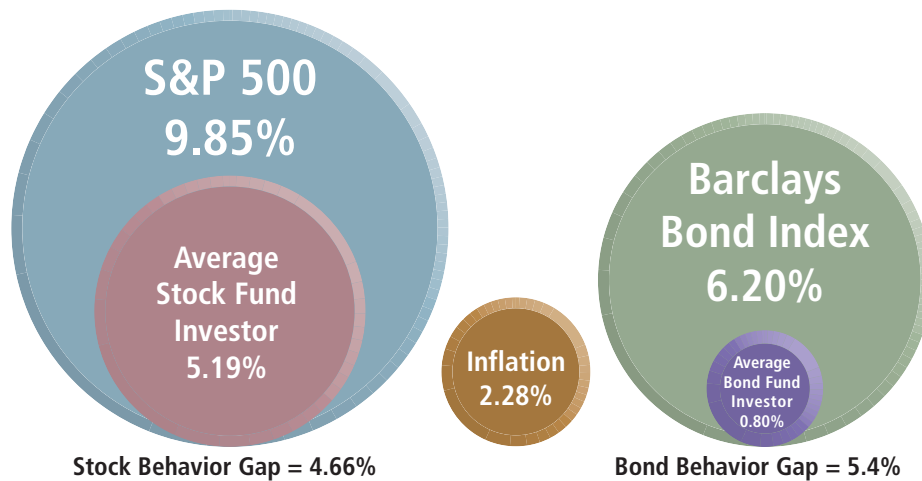 S&P 500
9.85%
Average
Stock Fund
Investor
5.19%
Inflation
2.28%
Barclays
Bond Index
6.20%
Average
Bond Fund
Investor
0.80%
Stock Behavior Gap = 4.66%
Bond Behavior Gap = 5.4%